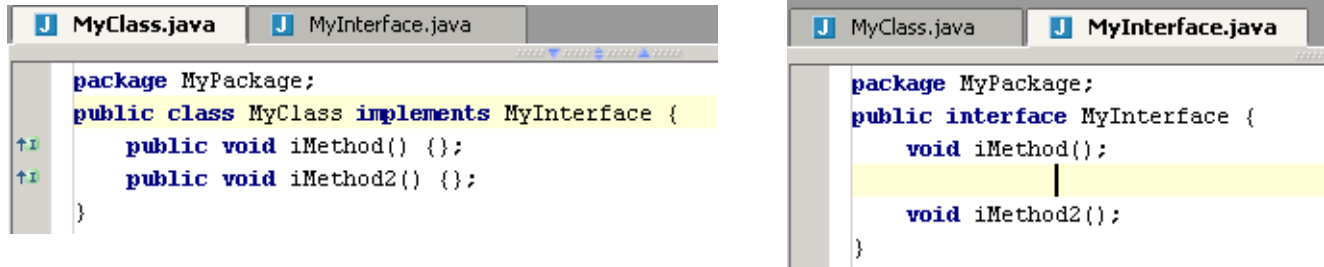 J MyClass.java J MyInterface.java
package MyPackage;
public class MyClass implements MyInterface {
I public void iMethod() {};
I public void iMethod2() {};
}
J MyClass.java J MyInterface.java
package MyPackage;
public interface MyInterface {
void iMethod();
void iMethod2();
}